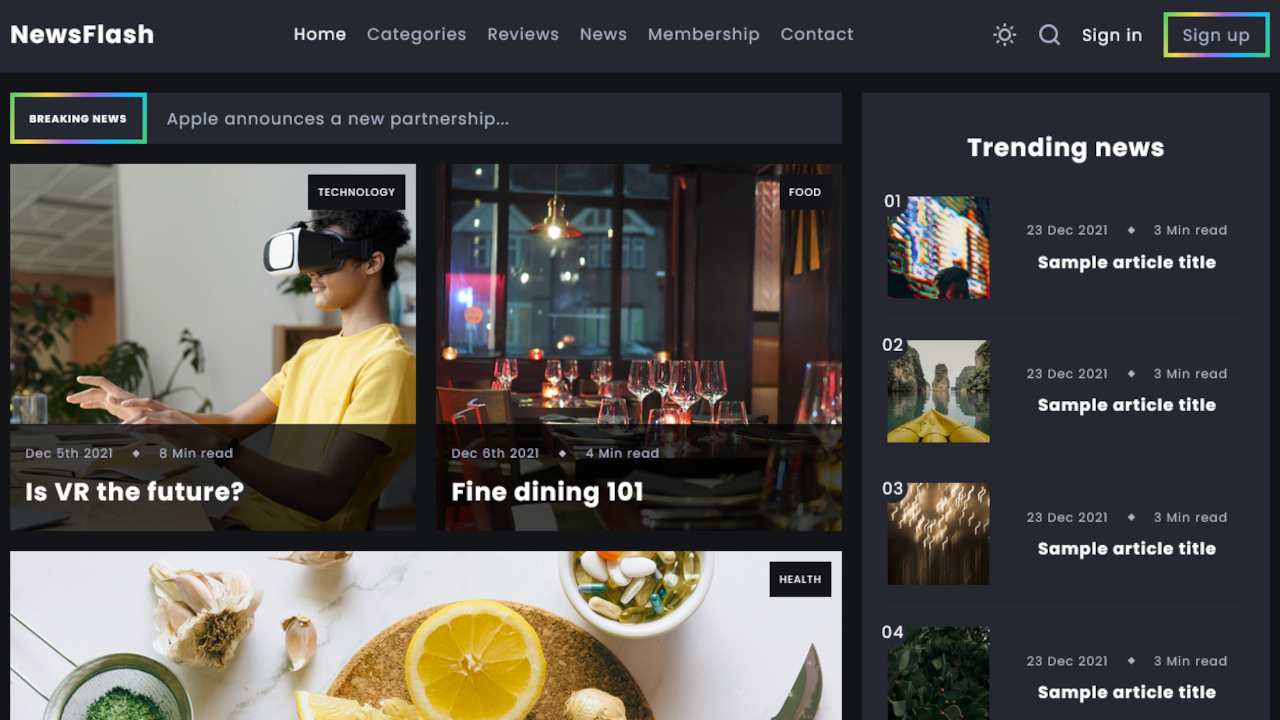 NewsFlash
Home Categories Reviews News Membership Contact
Sign in
Sign up
BREAKING NEWS
Apple announces a new partnership...
TECHNOLOGY
Dec 5th 2021 ◆ 8 Min read
Is VR the future?
FOOD
Dec 6th 2021 ◆ 4 Min read
Fine dining 101
HEALTH
Trending news
01
23 Dec 2021 ◆ 3 Min read
Sample article title
02
23 Dec 2021 ◆ 3 Min read
Sample article title
03
23 Dec 2021 ◆ 3 Min read
Sample article title
04
23 Dec 2021 ◆ 3 Min read
Sample article title